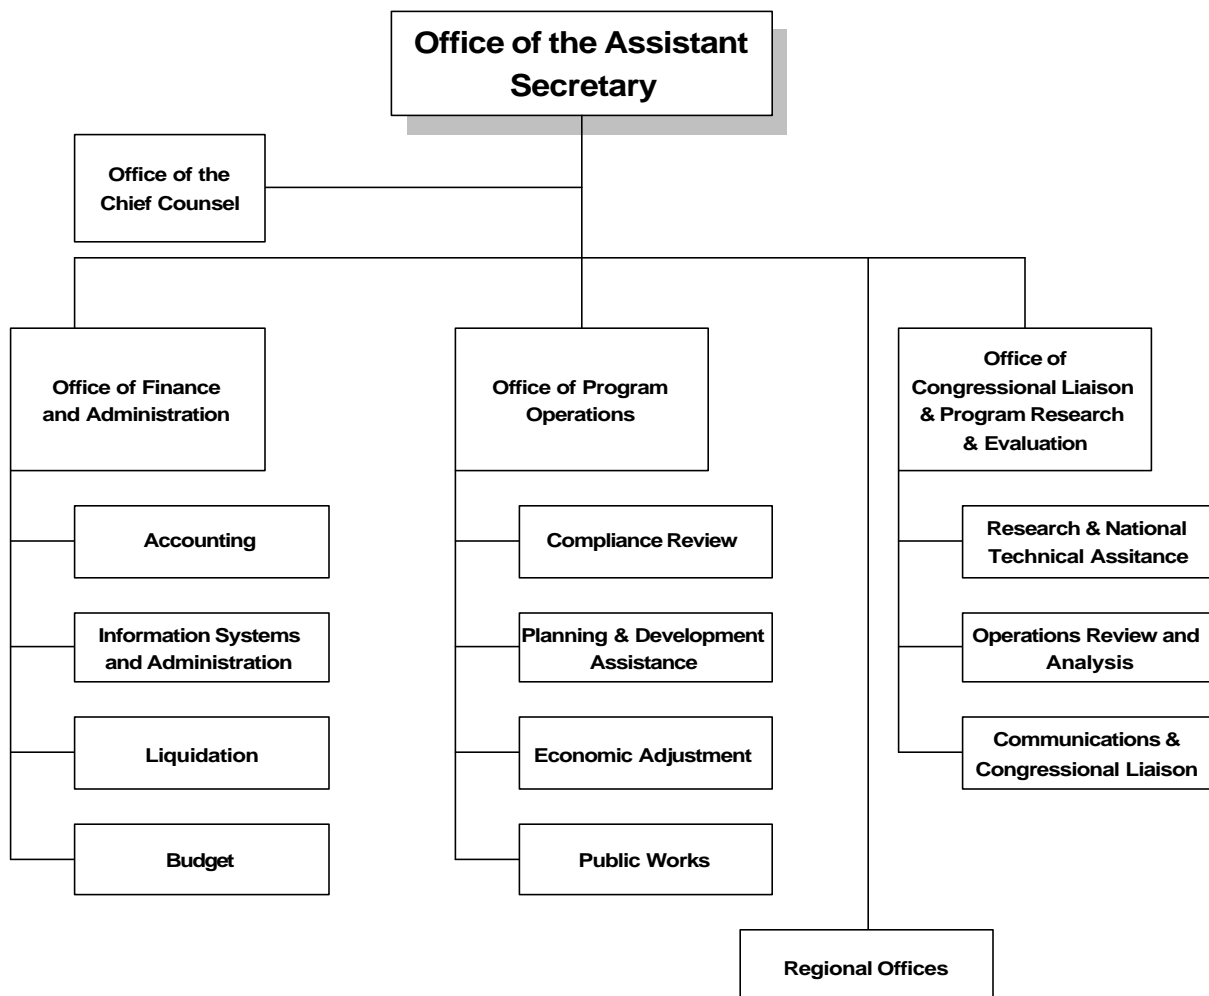 Office of the Assistant
Secretary
Office of the
Chief Counsel
Office of Finance
and Administration
Accounting
Information Systems
and Administration
Liquidation
Budget
Office of Program
Operations
Compliance Review
Planning & Development
Assistance
Economic Adjustment
Public Works
Office of
Congressional Liaison
& Program Research
& Evaluation
Research & National
Technical Assitance
Operations Review and
Analysis
Communications &
Congressional Liaison
Regional Offices